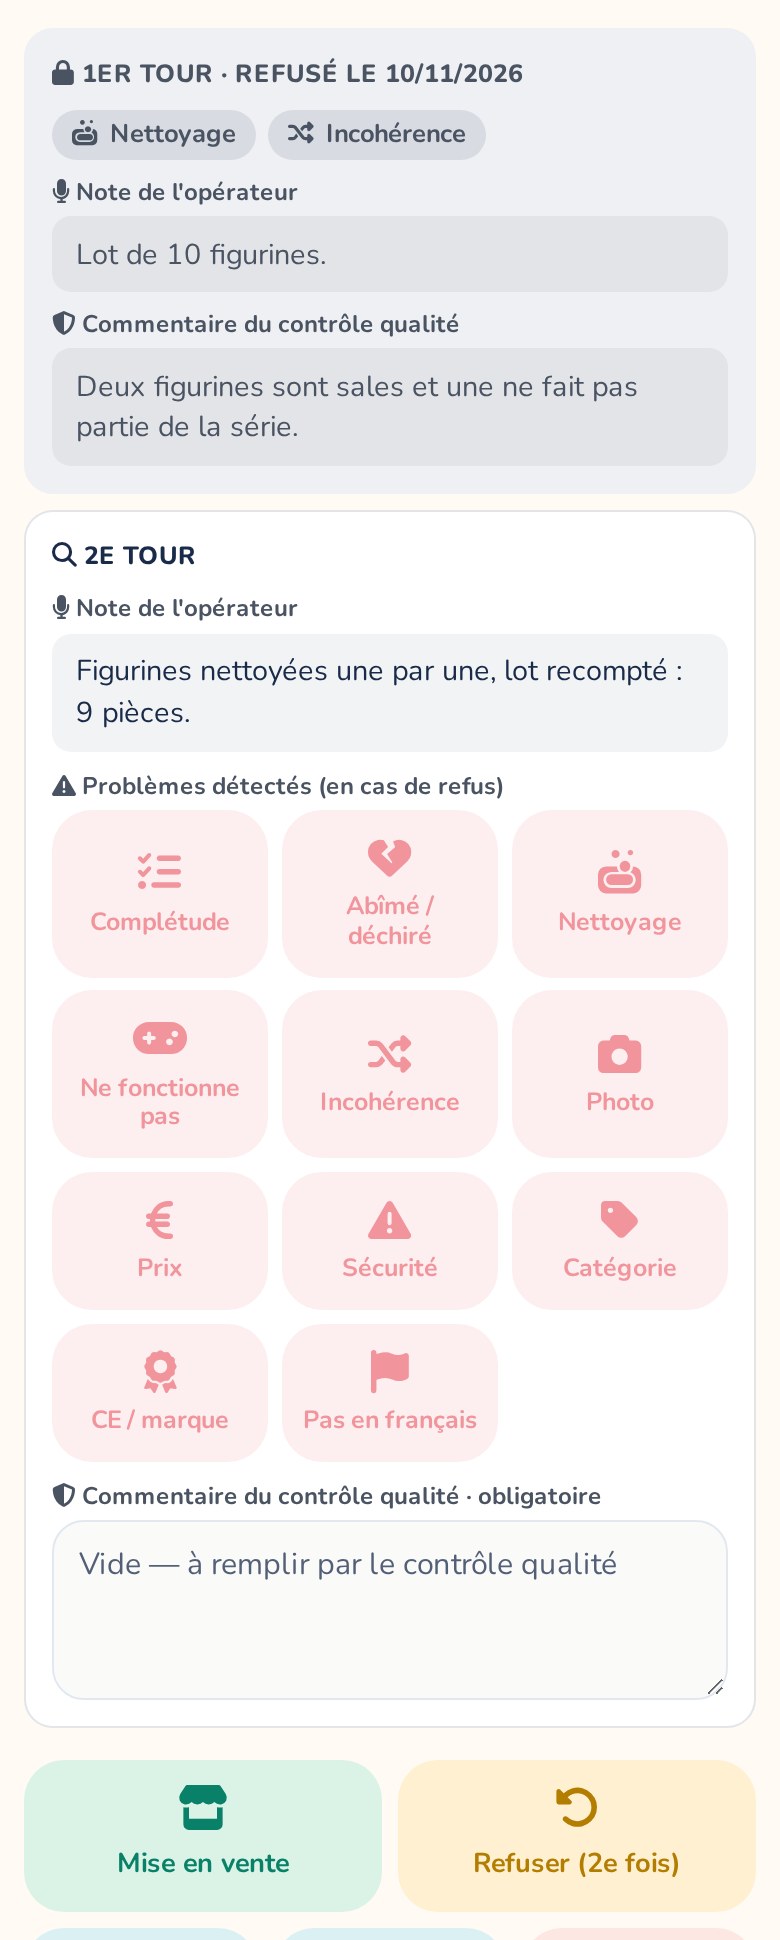 1ER TOUR · REFUSÉ LE 10/11/2026
Nettoyage
Incohérence
Note de l'opérateur
Lot de 10 figurines.
Commentaire du contrôle qualité
Deux figurines sont sales et une ne fait pas
partie de la série.
2E TOUR
Note de l'opérateur
Figurines nettoyées une par une, lot recompté :
9 pièces.
Problèmes détectés (en cas de refus)
Complétude
Abîmé /
déchiré
Nettoyage
Ne fonctionne
pas
Incohérence
Photo
Prix
Sécurité
Catégorie
CE / marque
Pas en français
Commentaire du contrôle qualité · obligatoire
Vide — à remplir par le contrôle qualité
Mise en vente
Refuser (2e fois)